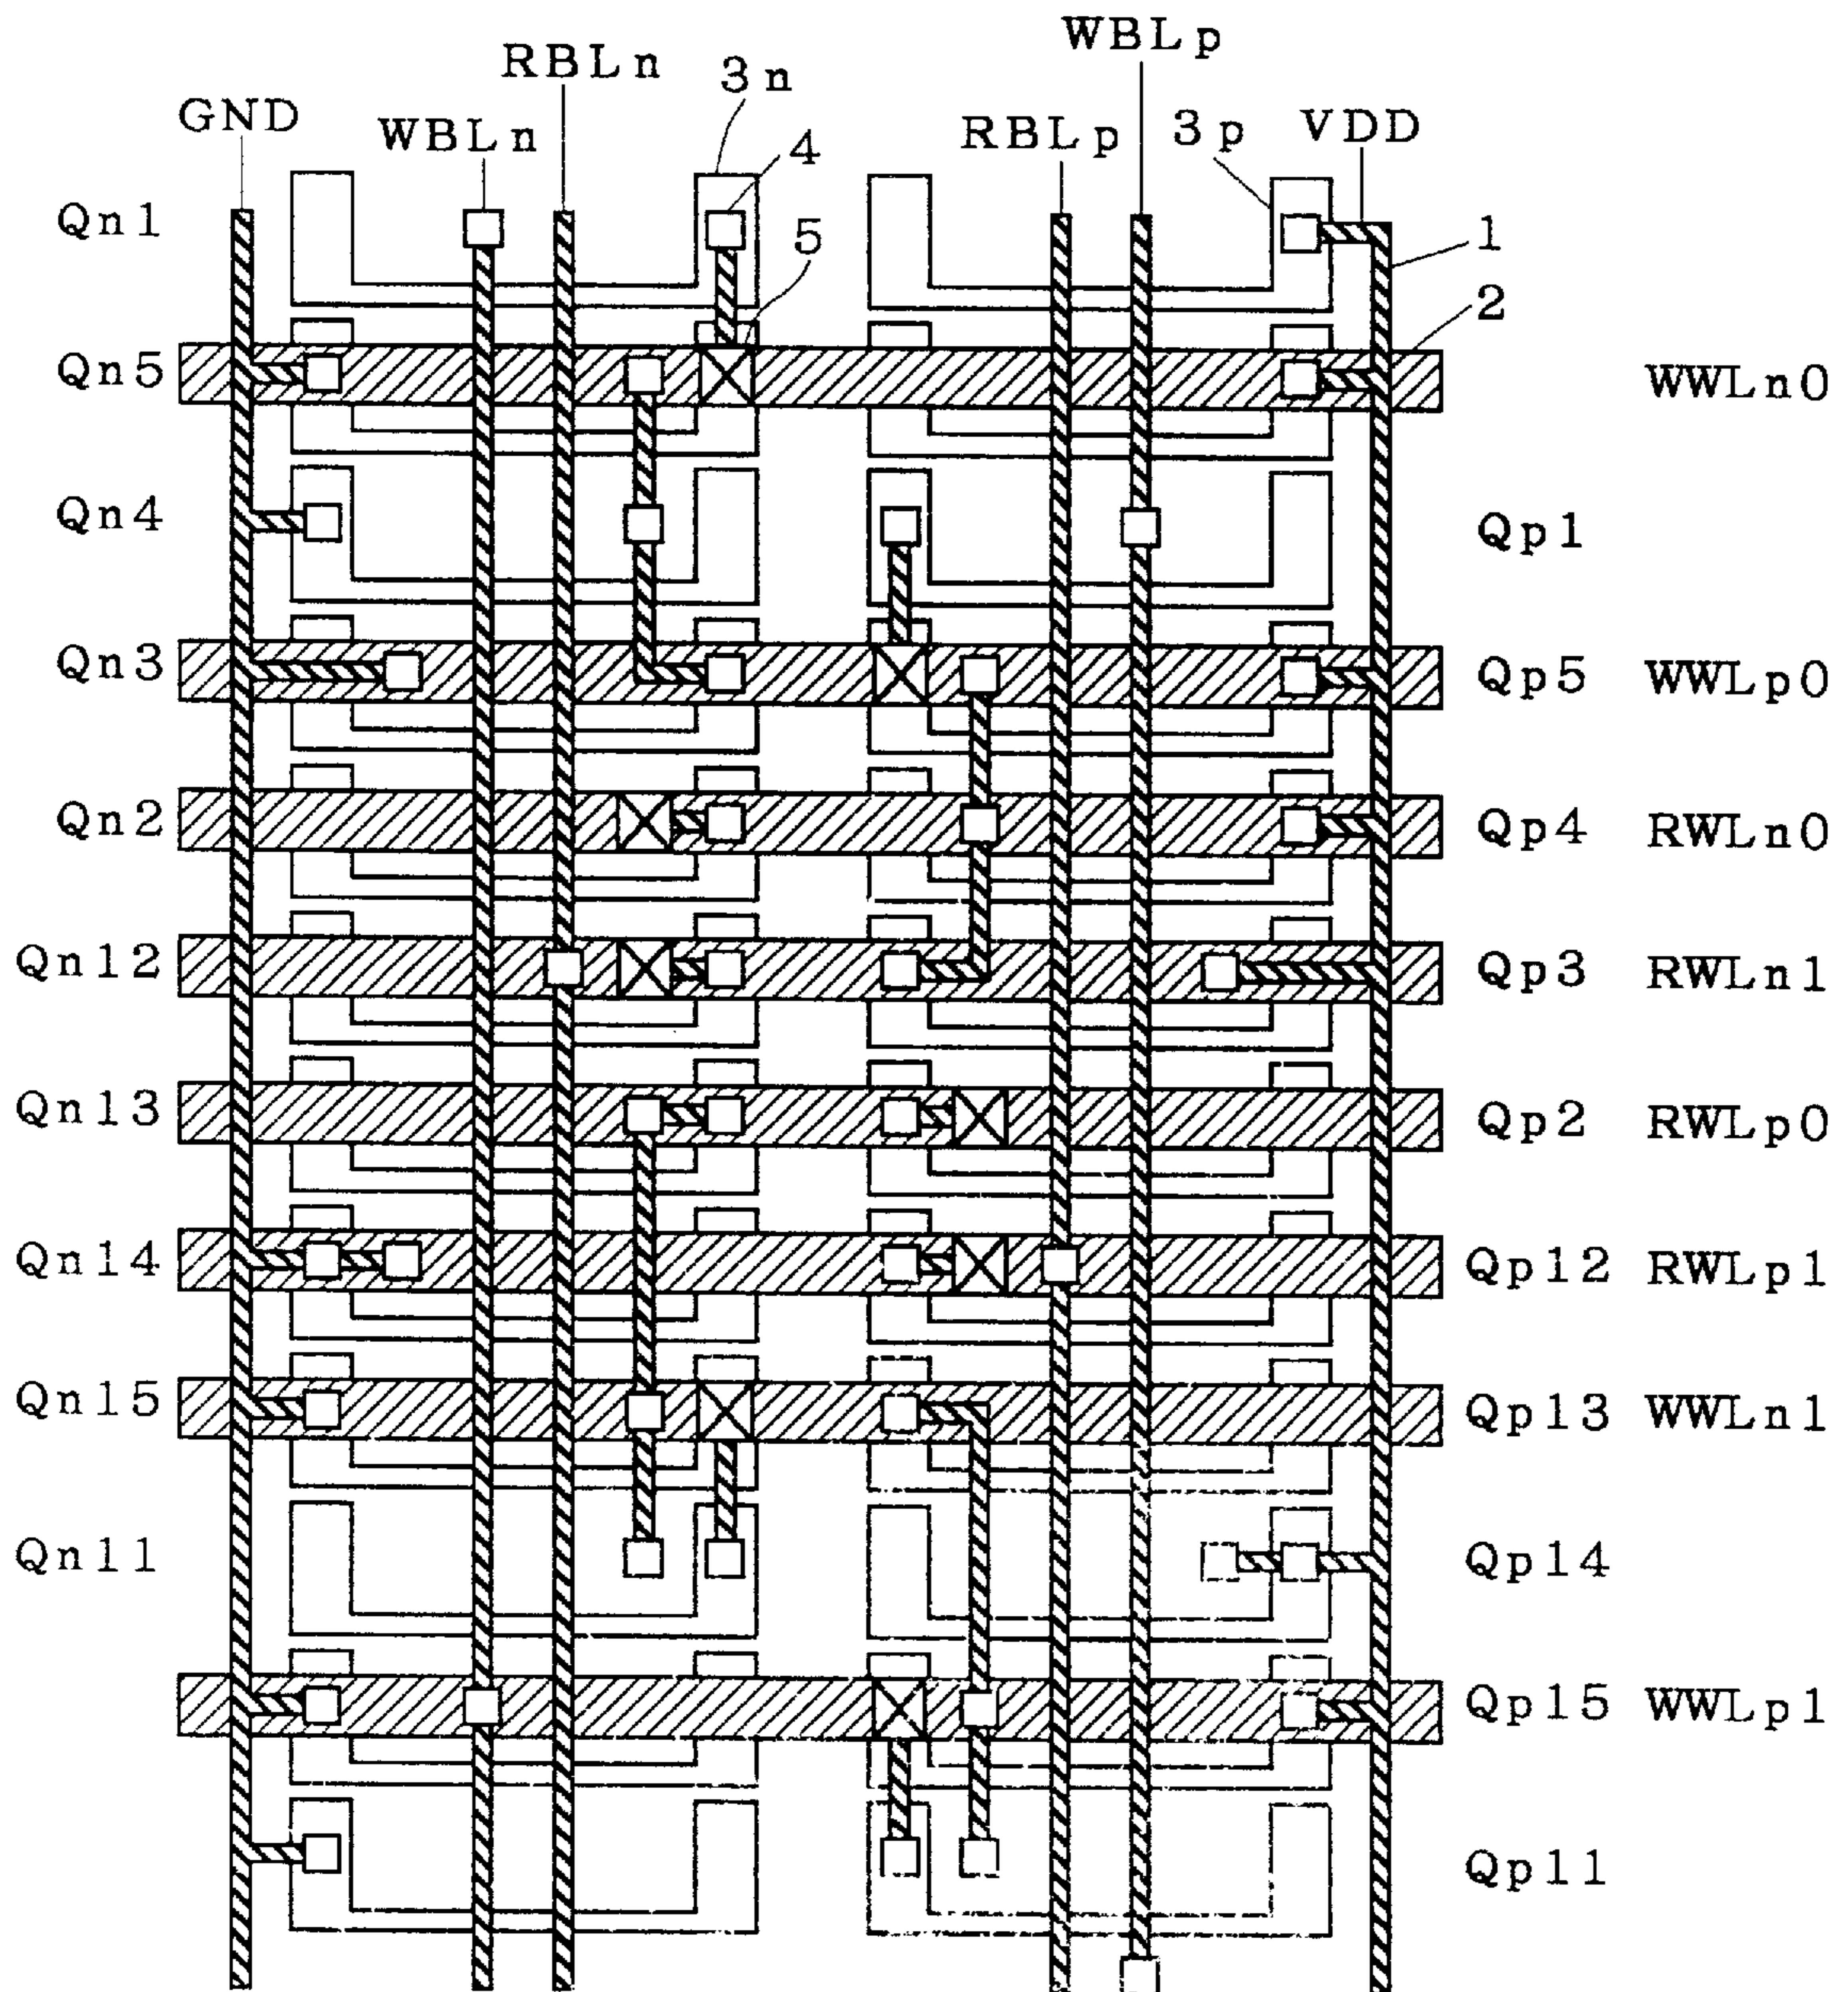 WBLp
RBLn
3n
GND
WBLn
4
RBLp
3p
VDD
Qn1
5
1
2
Qn5
WWLn0
Qn4
Qp1
Qn3
Qp5 WWLp0
Qn2
Qp4 RWLn0
Qn12
Qp3 RWLn1
Qn13
Qp2 RWLp0
Qn14
Qp12 RWLp1
Qn15
Qp13 WWLn1
Qn11
Qp14
Qp15 WWLp1
Qp11